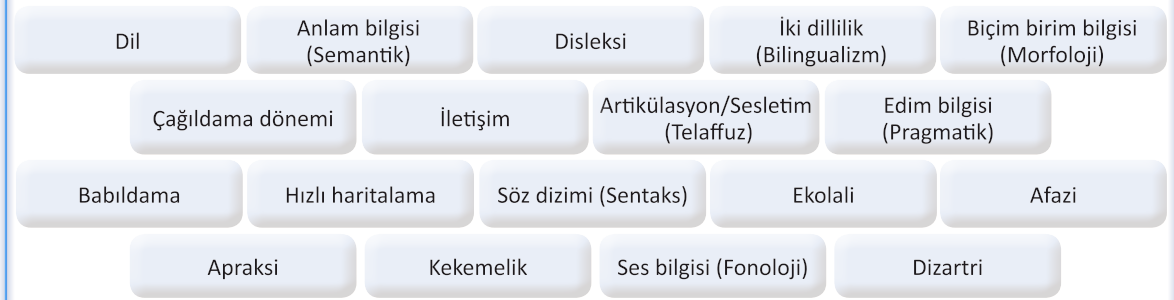 Dil
Anlam bilgisi
(Semantik)
Disleksi
İki dillilik
(Bilingualizm)
Biçim birim bilgisi
(Morfoloji)
Çağıldama dönemi
İletişim
Artikülasyon/Sesletim
(Telaffuz)
Edim bilgisi
(Pragmatik)
Babıldama
Hızlı haritalama
Söz dizimi (Sentaks)
Ekolali
Afazi
Apraksi
Kekemelik
Ses bilgisi (Fonoloji)
Dizartri